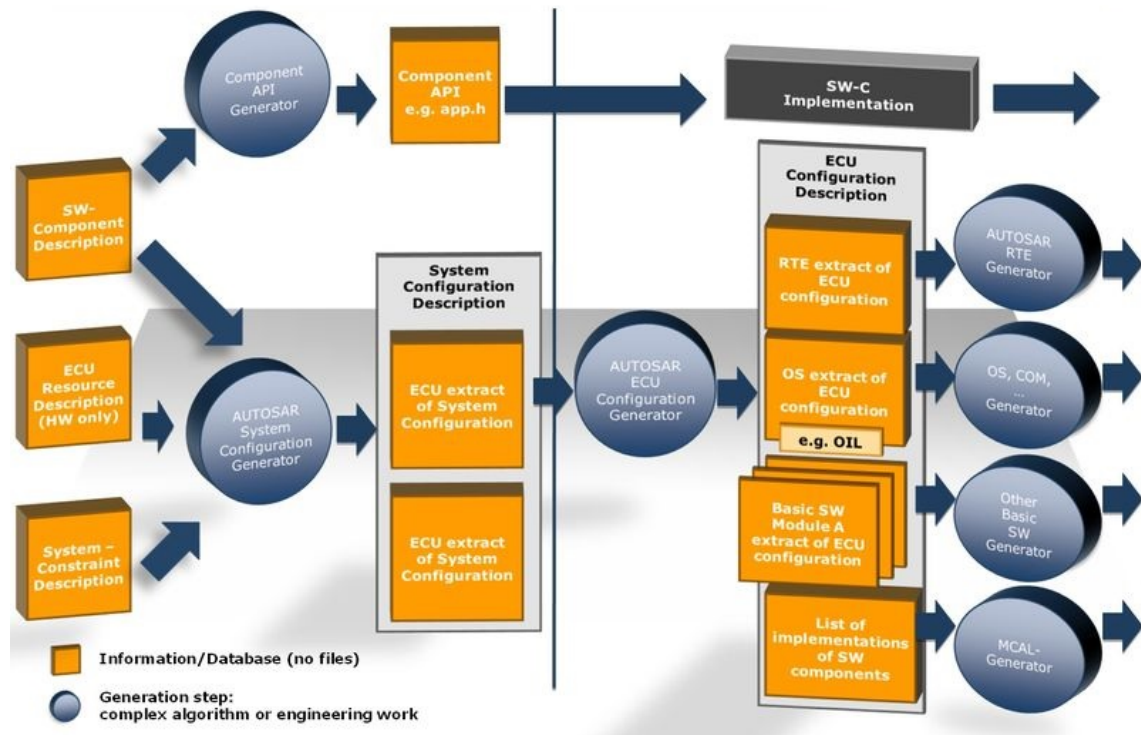 Component
API
Generator
Component
API
e.g. app.h
SW-C
Implementation
SW-
Component
Description
ECU
Resource
Description
(HW only)
System –
Constraint
Description
AUTOSAR
System
Configuration
Generator
System
Configuration
Description
ECU extract
of System
Configuration
ECU extract
of System
Configuration
AUTOSAR
ECU
Configuration
Generator
ECU
Configuration
Description
RTE extract of
ECU
configuration
OS extract of
ECU
configuration
e.g. OIL
Basic SW
Module A
extract of ECU
configuration
List of
implementations
of SW
components
AUTOSAR
RTE
Generator
OS, COM,
...
Generator
Other
Basic
SW
Generator
MCAL-
Generator
Information/Database (no files)
Generation step:
complex algorithm or engineering work